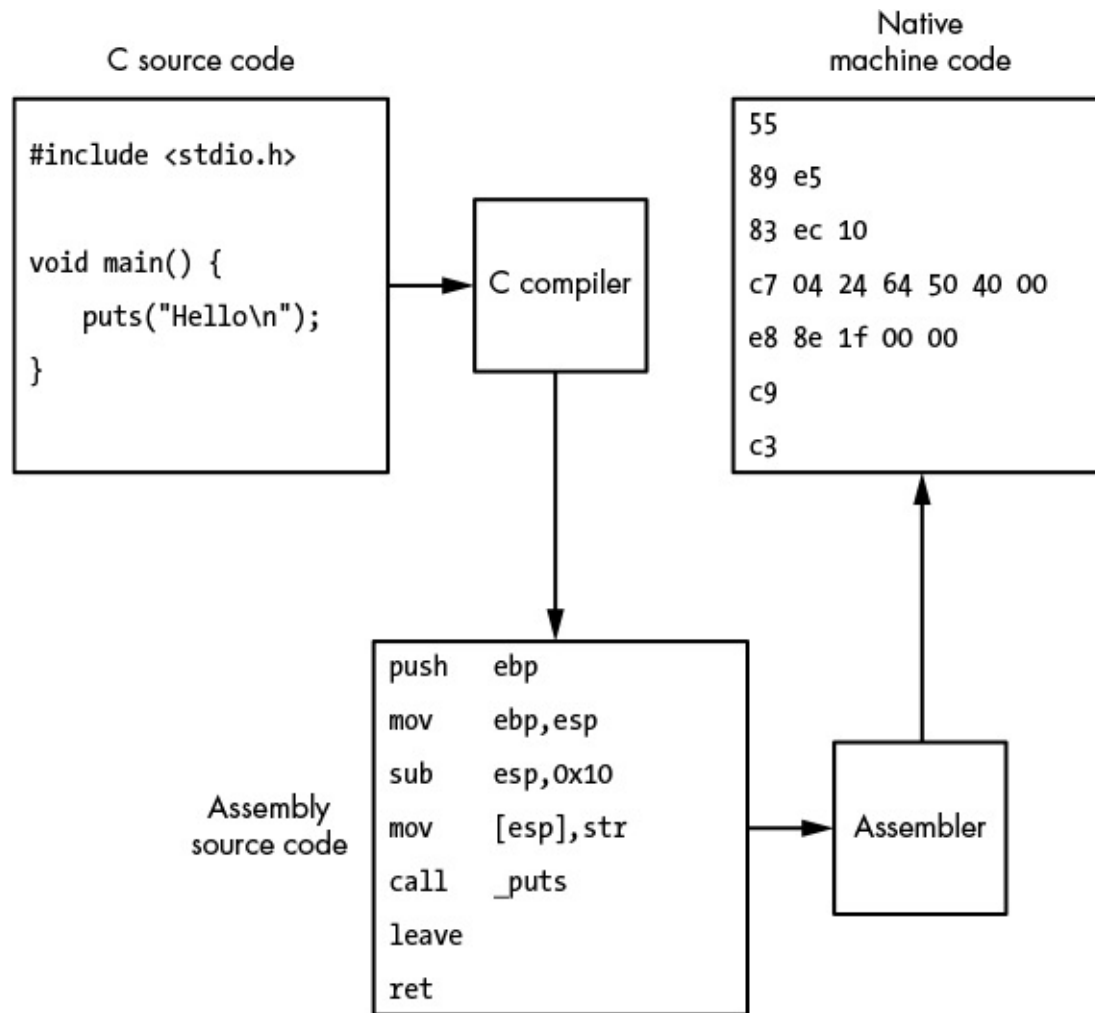 C source code
#include <stdio.h>
void main() {
    puts("Hello\n");
}
C compiler
Assembly
source code
push   ebp
mov    ebp,esp
sub    esp,0x10
mov    [esp],str
call   _puts
leave
ret
Assembler
Native
machine code
55
89 e5
83 ec 10
c7 04 24 64 50 40 00
e8 8e 1f 00 00
c9
c3